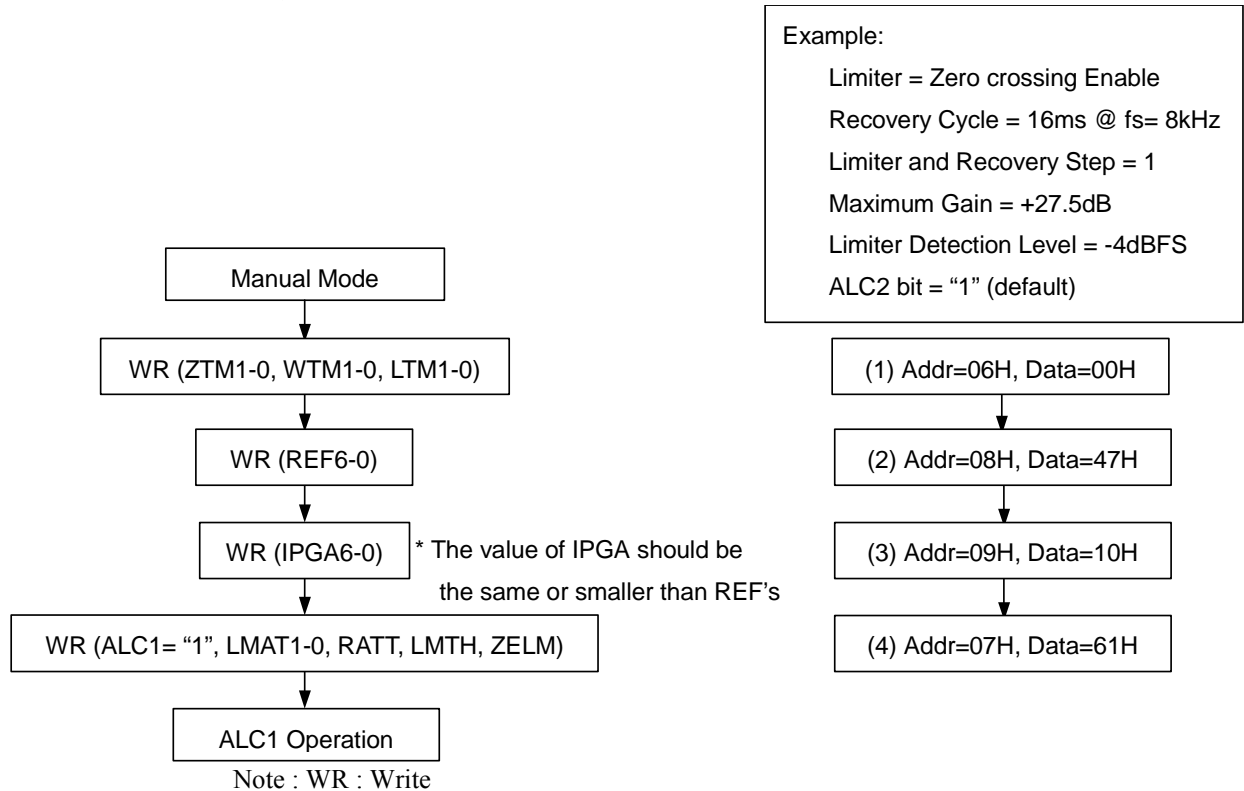 Example:
Limiter = Zero crossing Enable
Recovery Cycle = 16ms @ fs= 8kHz
Limiter and Recovery Step = 1
Maximum Gain = +27.5dB
Limiter Detection Level = -4dBFS
ALC2 bit = “1” (default)
Manual Mode
WR (ZTM1-0, WTM1-0, LTM1-0)
WR (REF6-0)
WR (IPGA6-0)
* The value of IPGA should be
the same or smaller than REF’s
WR (ALC1= “1”, LMAT1-0, RATT, LMTH, ZELM)
ALC1 Operation
Note : WR : Write
(1) Addr=06H, Data=00H
(2) Addr=08H, Data=47H
(3) Addr=09H, Data=10H
(4) Addr=07H, Data=61H